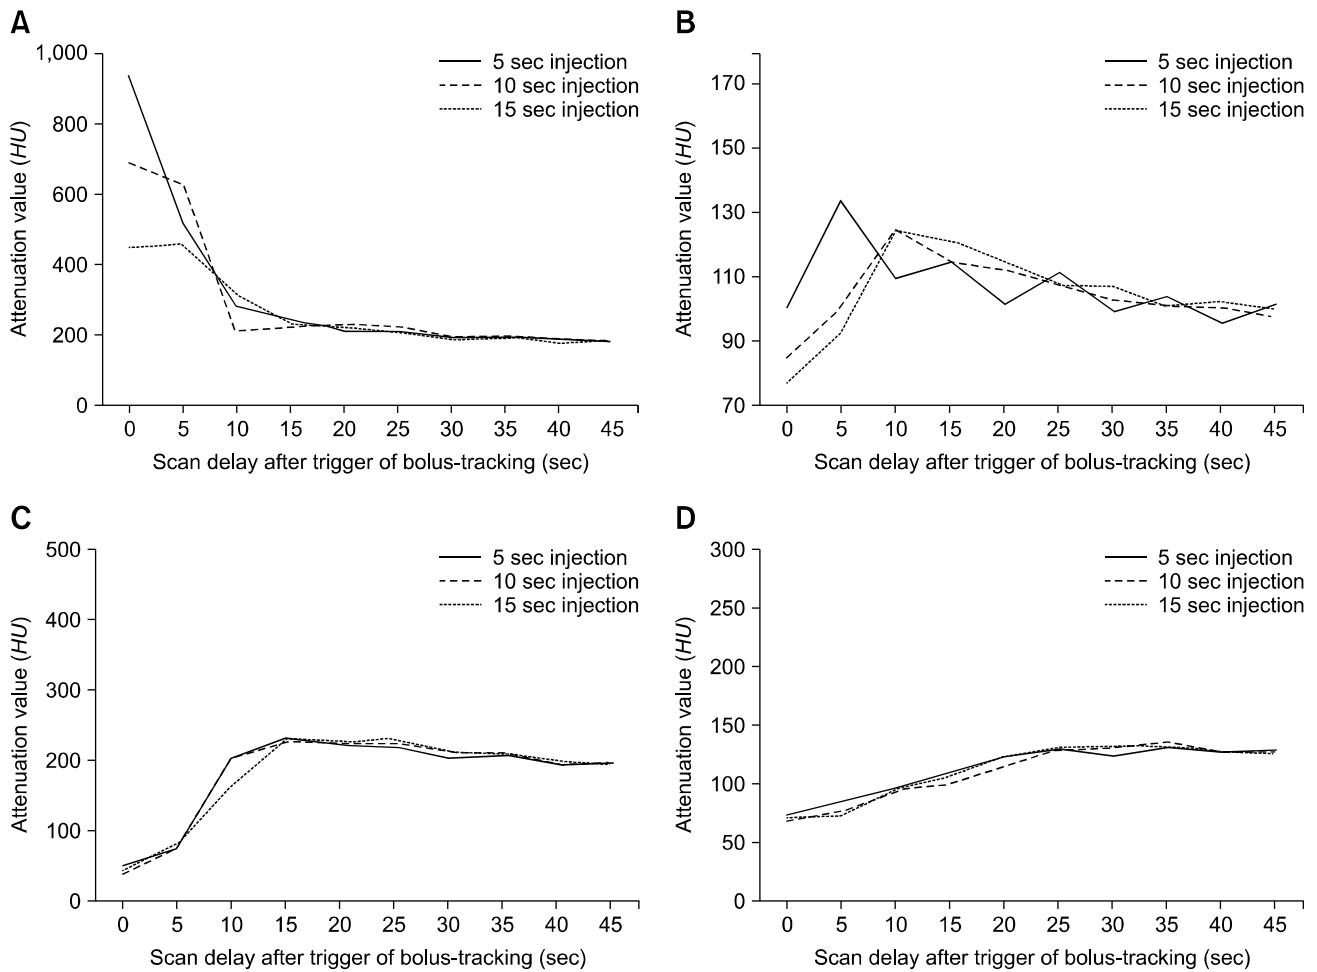 A
1,000
800
600
400
200
0
Attenuation value (HU)
5 sec injection
10 sec injection
15 sec injection
0 5 10 15 20 25 30 35 40 45
Scan delay after trigger of bolus-tracking (sec)
B
170
150
130
110
90
70
Attenuation value (HU)
5 sec injection
10 sec injection
15 sec injection
0 5 10 15 20 25 30 35 40 45
Scan delay after trigger of bolus-tracking (sec)
C
500
400
300
200
100
0
Attenuation value (HU)
5 sec injection
10 sec injection
15 sec injection
0 5 10 15 20 25 30 35 40 45
Scan delay after trigger of bolus-tracking (sec)
D
300
250
200
150
100
50
0
Attenuation value (HU)
5 sec injection
10 sec injection
15 sec injection
0 5 10 15 20 25 30 35 40 45
Scan delay after trigger of bolus-tracking (sec)